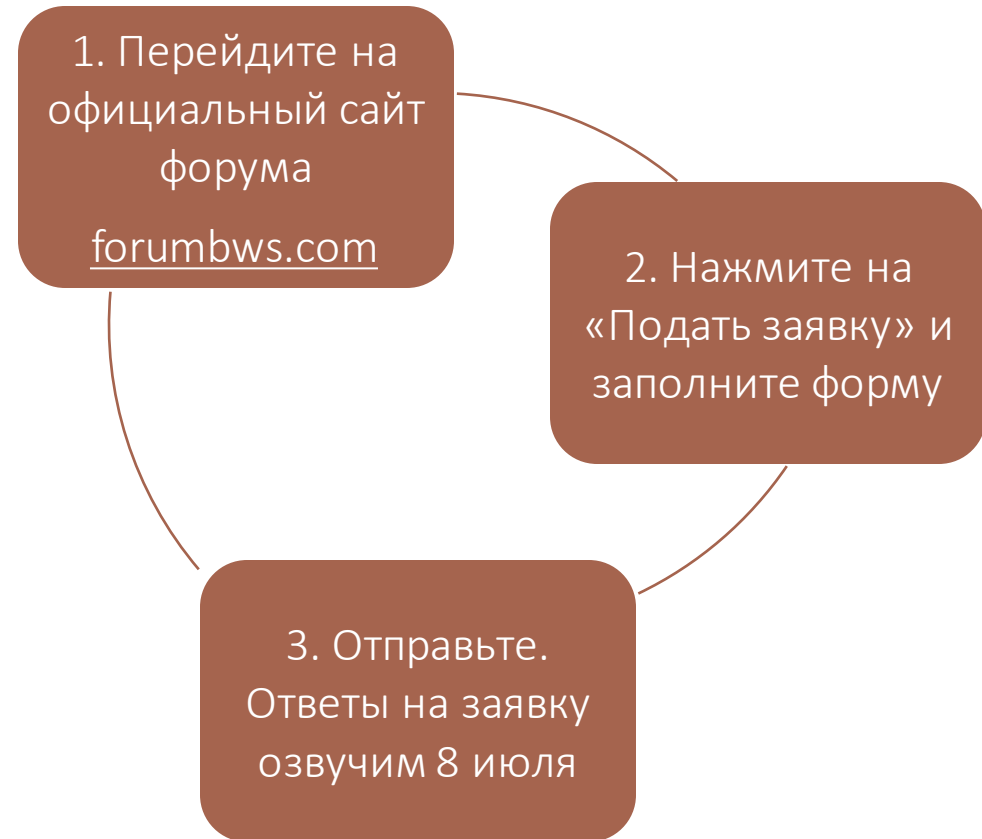 1. Перейдите на
официальный сайт
форума
forumbws.com
2. Нажмите на
«Подать заявку» и
заполните форму
3. Отправьте.
Ответы на заявку
озвучим 8 июля